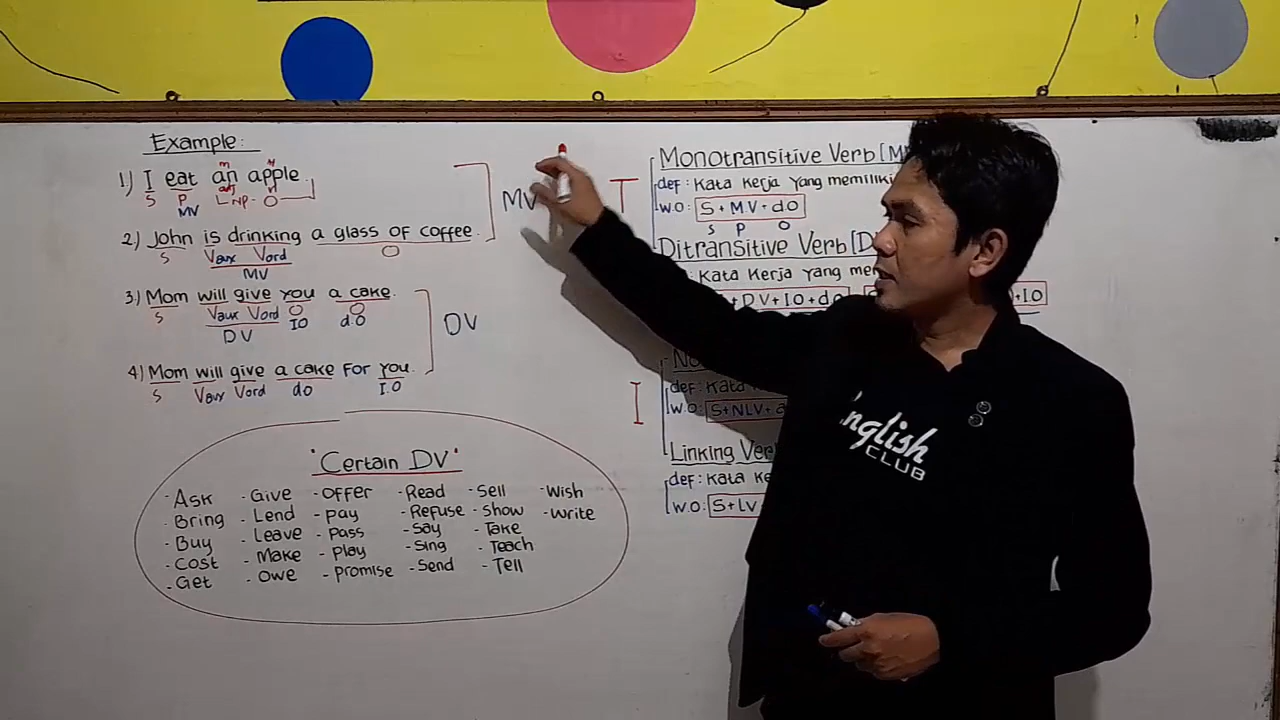 Example:
1) I eat an apple.
m M
S P adj NP n
MV O
2) John is drinking a glass of coffee.
S Vaux Vord O
MV
3) Mom will give you a cake.
S Vaux Vord O O
DV IO d.O
4) Mom will give a cake for you.
S Vaux Vord do I.O
MV
DV
"Certain DV"
- Ask
- Bring
- Buy
- Cost
- Get
- Give
- Lend
- Leave
- Make
- Owe
- Offer
- Pay
- Pass
- Play
- Promise
- Read
- Refuse
- Say
- Sing
- Send
- Sell
- Show
- Take
- Teach
- Tell
- Wish
- Write
T
Monotransitive Verb [M
def: Kata Kerja yang memiliki
w.O: S + MV + dO
S P O
Ditransitive Verb [D
Kata Kerja yang mem
+ DV + IO + dO
+IO
I
def: Kata
w.O: S+NLV+
Linking Ver
def: Kata Ke
w.O: S+LV
English
CLUB